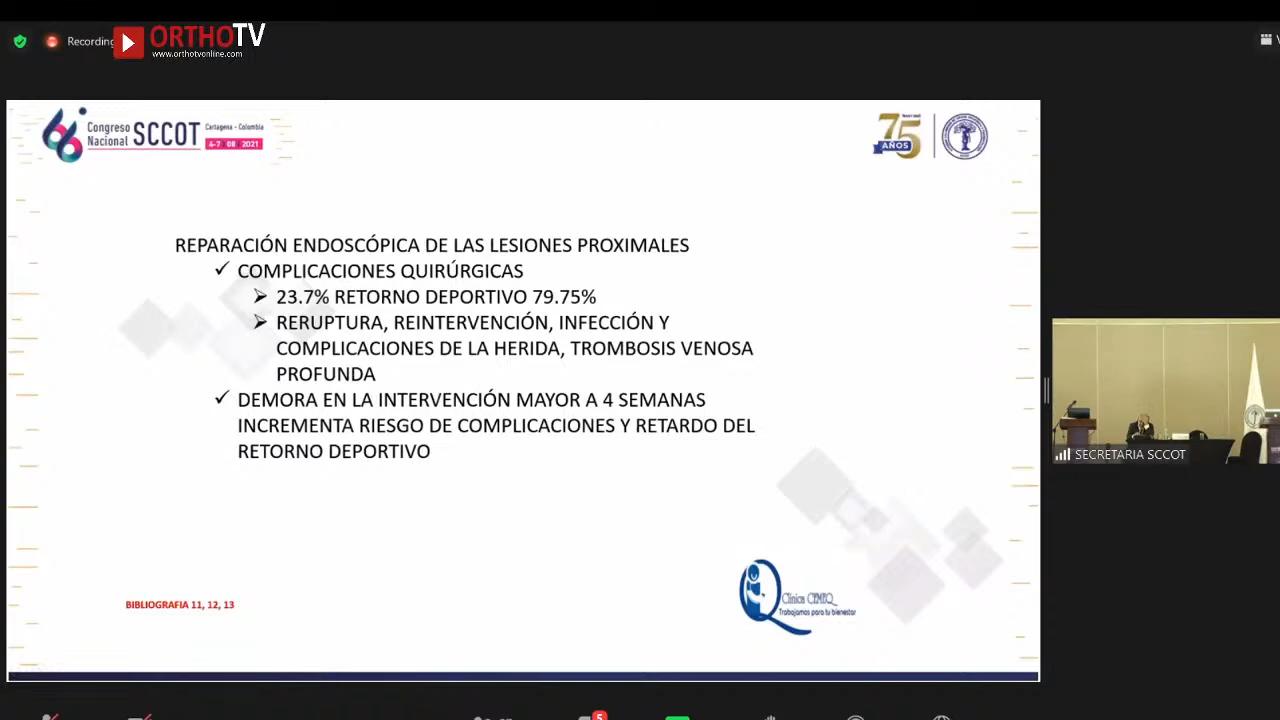 Recording
ORTHOTV
www.orthotvonline.com
Congreso
Nacional SCCOT
Cartagena - Colombia
4-7 08 2021
75
AÑOS
REPARACIÓN ENDOSCÓPICA DE LAS LESIONES PROXIMALES
COMPLICACIONES QUIRÚRGICAS
23.7% RETORNO DEPORTIVO 79.75%
RERUPTURA, REINTERVENCIÓN, INFECCIÓN Y
COMPLICACIONES DE LA HERIDA, TROMBOSIS VENOSA
PROFUNDA
DEMORA EN LA INTERVENCIÓN MAYOR A 4 SEMANAS
INCREMENTA RIESGO DE COMPLICACIONES Y RETARDO DEL
RETORNO DEPORTIVO
SECRETARIA SCCOT
Clínica CEMEQ
Trabajamos para tu bienestar
BIBLIOGRAFIA 11, 12, 13
5